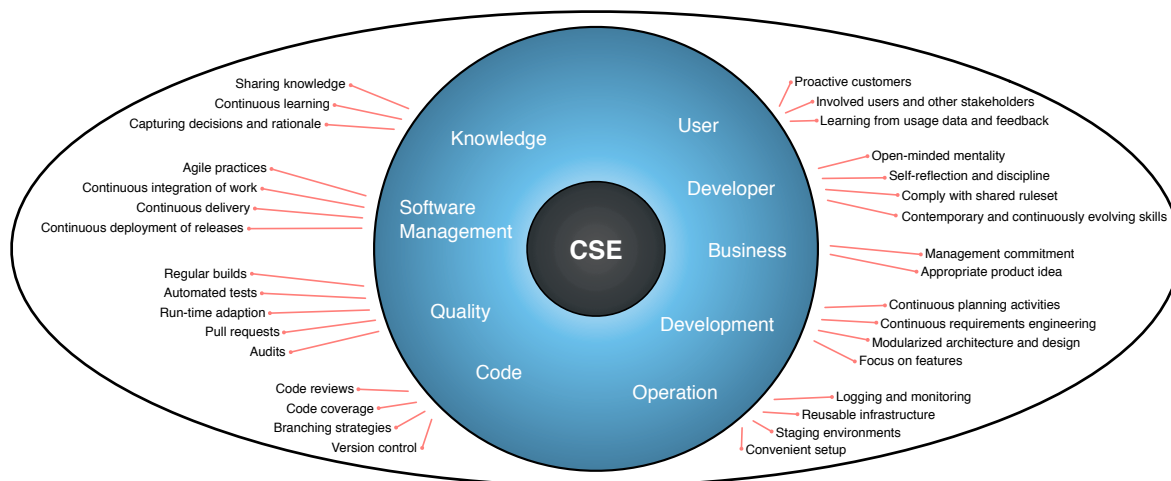 Sharing knowledge
Continuous learning
Capturing decisions and rationale
Knowledge
Agile practices
Continuous integration of work
Continuous delivery
Continuous deployment of releases
Software
Management
Regular builds
Automated tests
Run-time adaption
Pull requests
Audits
Quality
Code reviews
Code coverage
Branching strategies
Version control
Code
CSE
User
Proactive customers
Involved users and other stakeholders
Learning from usage data and feedback
Developer
Open-minded mentality
Self-reflection and discipline
Comply with shared ruleset
Contemporary and continuously evolving skills
Business
Management commitment
Appropriate product idea
Development
Continuous planning activities
Continuous requirements engineering
Modularized architecture and design
Focus on features
Operation
Logging and monitoring
Reusable infrastructure
Staging environments
Convenient setup